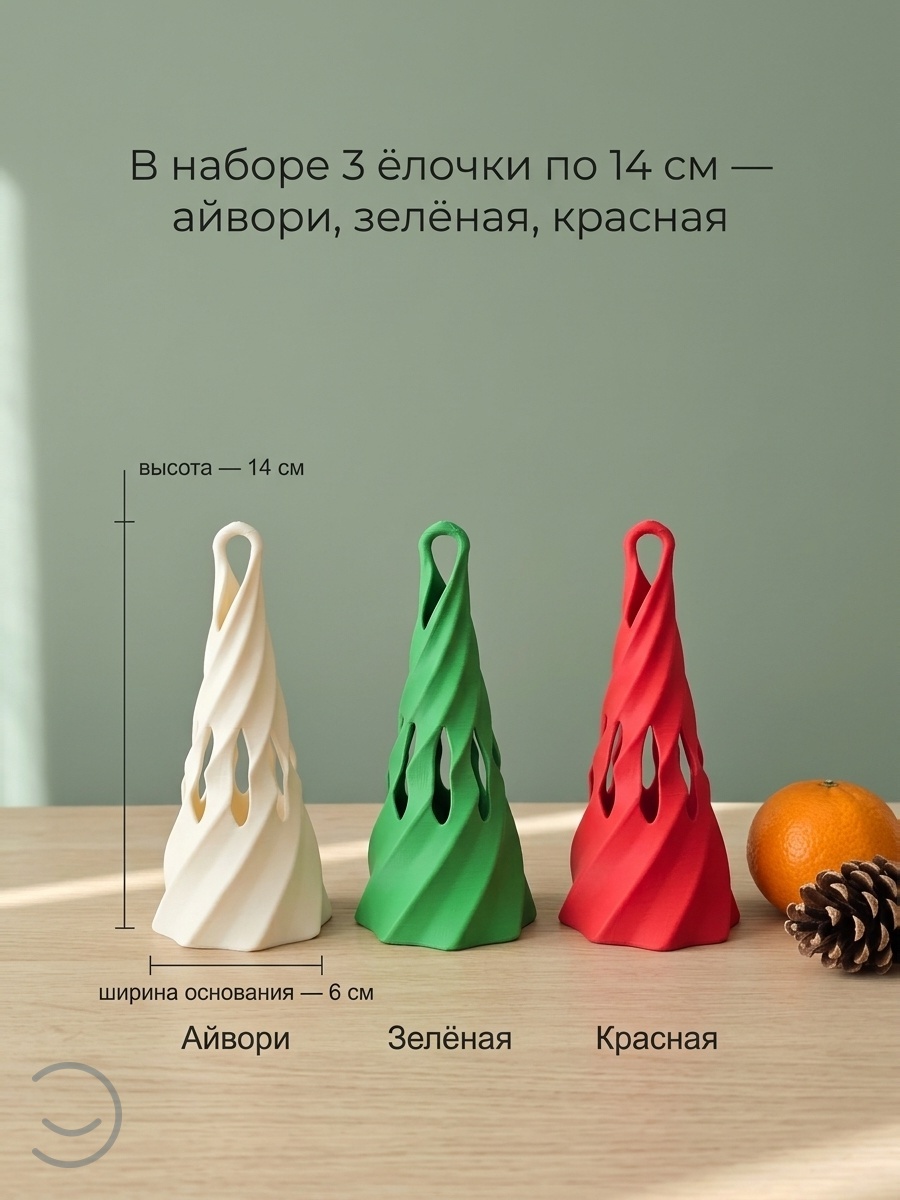 В наборе 3 ёлочки по 14 см —
айвори, зелёная, красная
высота — 14 см
ширина основания — 6 см
Айвори
Зелёная
Красная